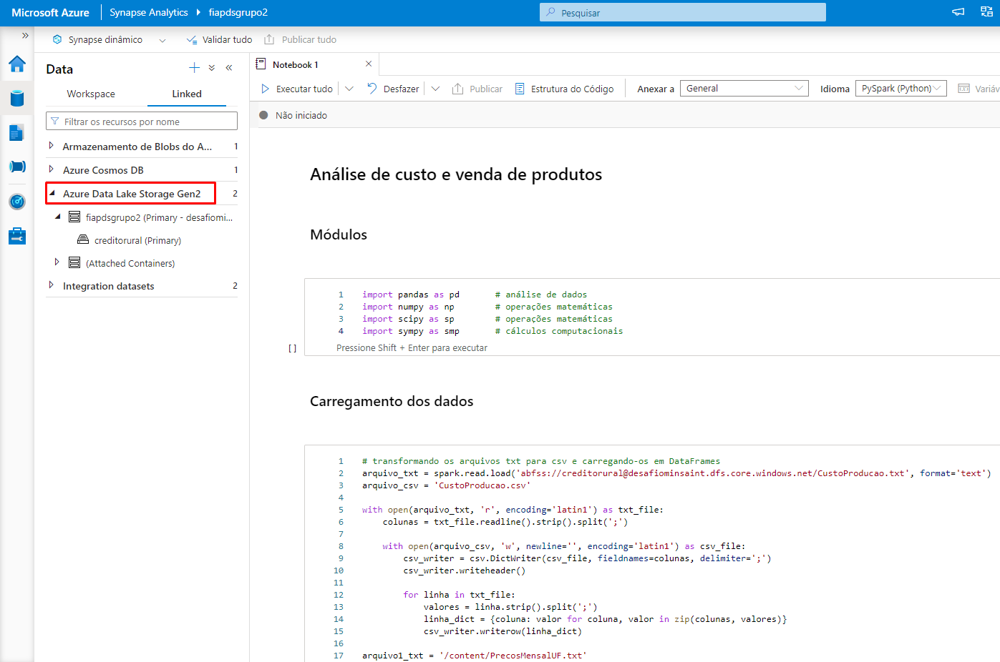 Microsoft Azure
Synapse Analytics
fiapdsgrupo2
Pesquisar
Synapse dinâmico
Validar tudo
Publicar tudo
Data
Workspace
Linked
Filtrar os recursos por nome
Armazenamento de Blobs do A... 1
Azure Cosmos DB 1
Azure Data Lake Storage Gen2 2
fiapdsgrupo2 (Primary - desafiomi...
creditorural (Primary)
(Attached Containers)
Integration datasets 2
Notebook 1
Executar tudo
Desfazer
Publicar
Estrutura do Código
Anexar a
General
Idioma
PySpark (Python)
Variáv
Não iniciado
Análise de custo e venda de produtos
Módulos
1 import pandas as pd # análise de dados
2 import numpy as np # operações matemáticas
3 import scipy as sp # operações matemáticas
4 import sympy as smp # cálculos computacionais
[ ]
Pressione Shift + Enter para executar
Carregamento dos dados
1 # transformando os arquivos txt para csv e carregando-os em DataFrames
2 arquivo_txt = spark.read.load('abfss://creditorural@desafiominsaint.dfs.core.windows.net/CustoProducao.txt', format='text')
3 arquivo_csv = 'CustoProducao.csv'
4
5 with open(arquivo_txt, 'r', encoding='latin1') as txt_file:
6 colunas = txt_file.readline().strip().split(';')
7
8 with open(arquivo_csv, 'w', newline='', encoding='latin1') as csv_file:
9 csv_writer = csv.DictWriter(csv_file, fieldnames=colunas, delimiter=';')
10 csv_writer.writeheader()
11
12 for linha in txt_file:
13 valores = linha.strip().split(';')
14 linha_dict = {coluna: valor for coluna, valor in zip(colunas, valores)}
15 csv_writer.writerow(linha_dict)
16
17 arquivo1_txt = '/content/PrecosMensalUF.txt'